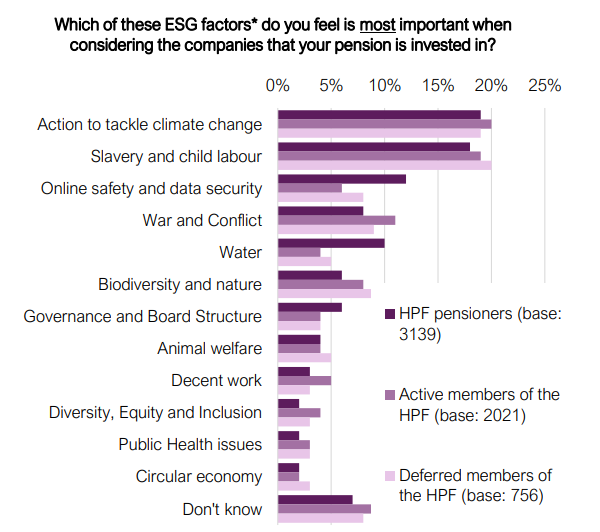 Which of these ESG factors* do you feel is most important when
considering the companies that your pension is invested in?
0% 5% 10% 15% 20% 25%
Action to tackle climate change
Slavery and child labour
Online safety and data security
War and Conflict
Water
Biodiversity and nature
Governance and Board Structure
Animal welfare
Decent work
Diversity, Equity and Inclusion
Public Health issues
Circular economy
Don't know
HPF pensioners (base:
3139)
Active members of the
HPF (base: 2021)
Deferred members of
the HPF (base: 756)